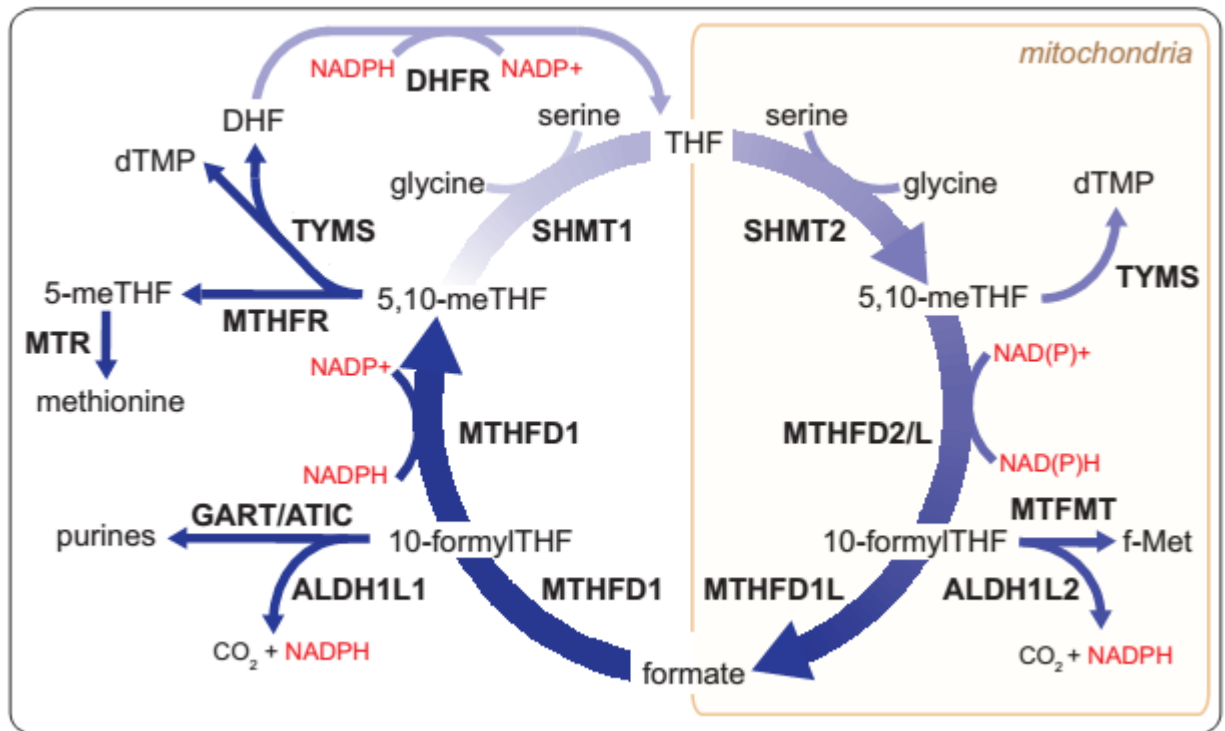 mitochondria
NADPH
NADP+
DHFR
DHF
serine
THF
serine
dTMP
glycine
glycine
dTMP
TYMS
SHMT1
SHMT2
TYMS
5-meTHF
5,10-meTHF
5,10-meTHF
MTHFR
MTR
NADP+
NAD(P)+
methionine
MTHFD1
MTHFD2/L
NADPH
NAD(P)H
GART/ATIC
MTFMT
purines
10-formylTHF
10-formylTHF
f-Met
ALDH1L1
MTHFD1
MTHFD1L
ALDH1L2
CO₂ + NADPH
formate
CO₂ + NADPH